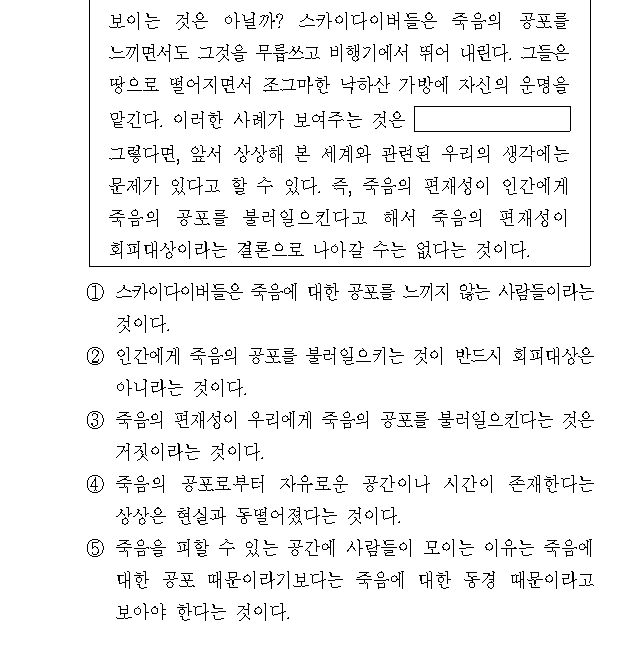 보이는 것은 아닐까? 스카이다이버들은 죽음의 공포를
느끼면서도 그것을 무릅쓰고 비행기에서 뛰어 내린다. 그들은
땅으로 떨어지면서 조그마한 낙하산 가방에 자신의 운명을
맡긴다. 이러한 사례가 보여주는 것은
그렇다면, 앞서 상상해 본 세계와 관련된 우리의 생각에는
문제가 있다고 할 수 있다. 즉, 죽음의 편재성이 인간에게
죽음의 공포를 불러일으킨다고 해서 죽음의 편재성이
회피대상이라는 결론으로 나아갈 수는 없다는 것이다.
① 스카이다이버들은 죽음에 대한 공포를 느끼지 않는 사람들이라는
것이다.
② 인간에게 죽음의 공포를 불러일으키는 것이 반드시 회피대상은
아니라는 것이다.
③ 죽음의 편재성이 우리에게 죽음의 공포를 불러일으킨다는 것은
거짓이라는 것이다.
④ 죽음의 공포로부터 자유로운 공간이나 시간이 존재한다는
상상은 현실과 동떨어졌다는 것이다.
⑤ 죽음을 피할 수 있는 공간에 사람들이 모이는 이유는 죽음에
대한 공포 때문이라기보다는 죽음에 대한 동경 때문이라고
보아야 한다는 것이다.